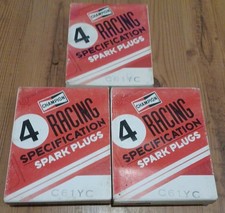 CHAMPION
4 RACING
SPECIFICATION
SPARK PLUGS
CHAMPION
4 RACING
SPECIFICATION
SPARK PLUGS
C61YC
CHAMPION
4 RACING
SPECIFICATION
SPARK PLUGS
C61YC